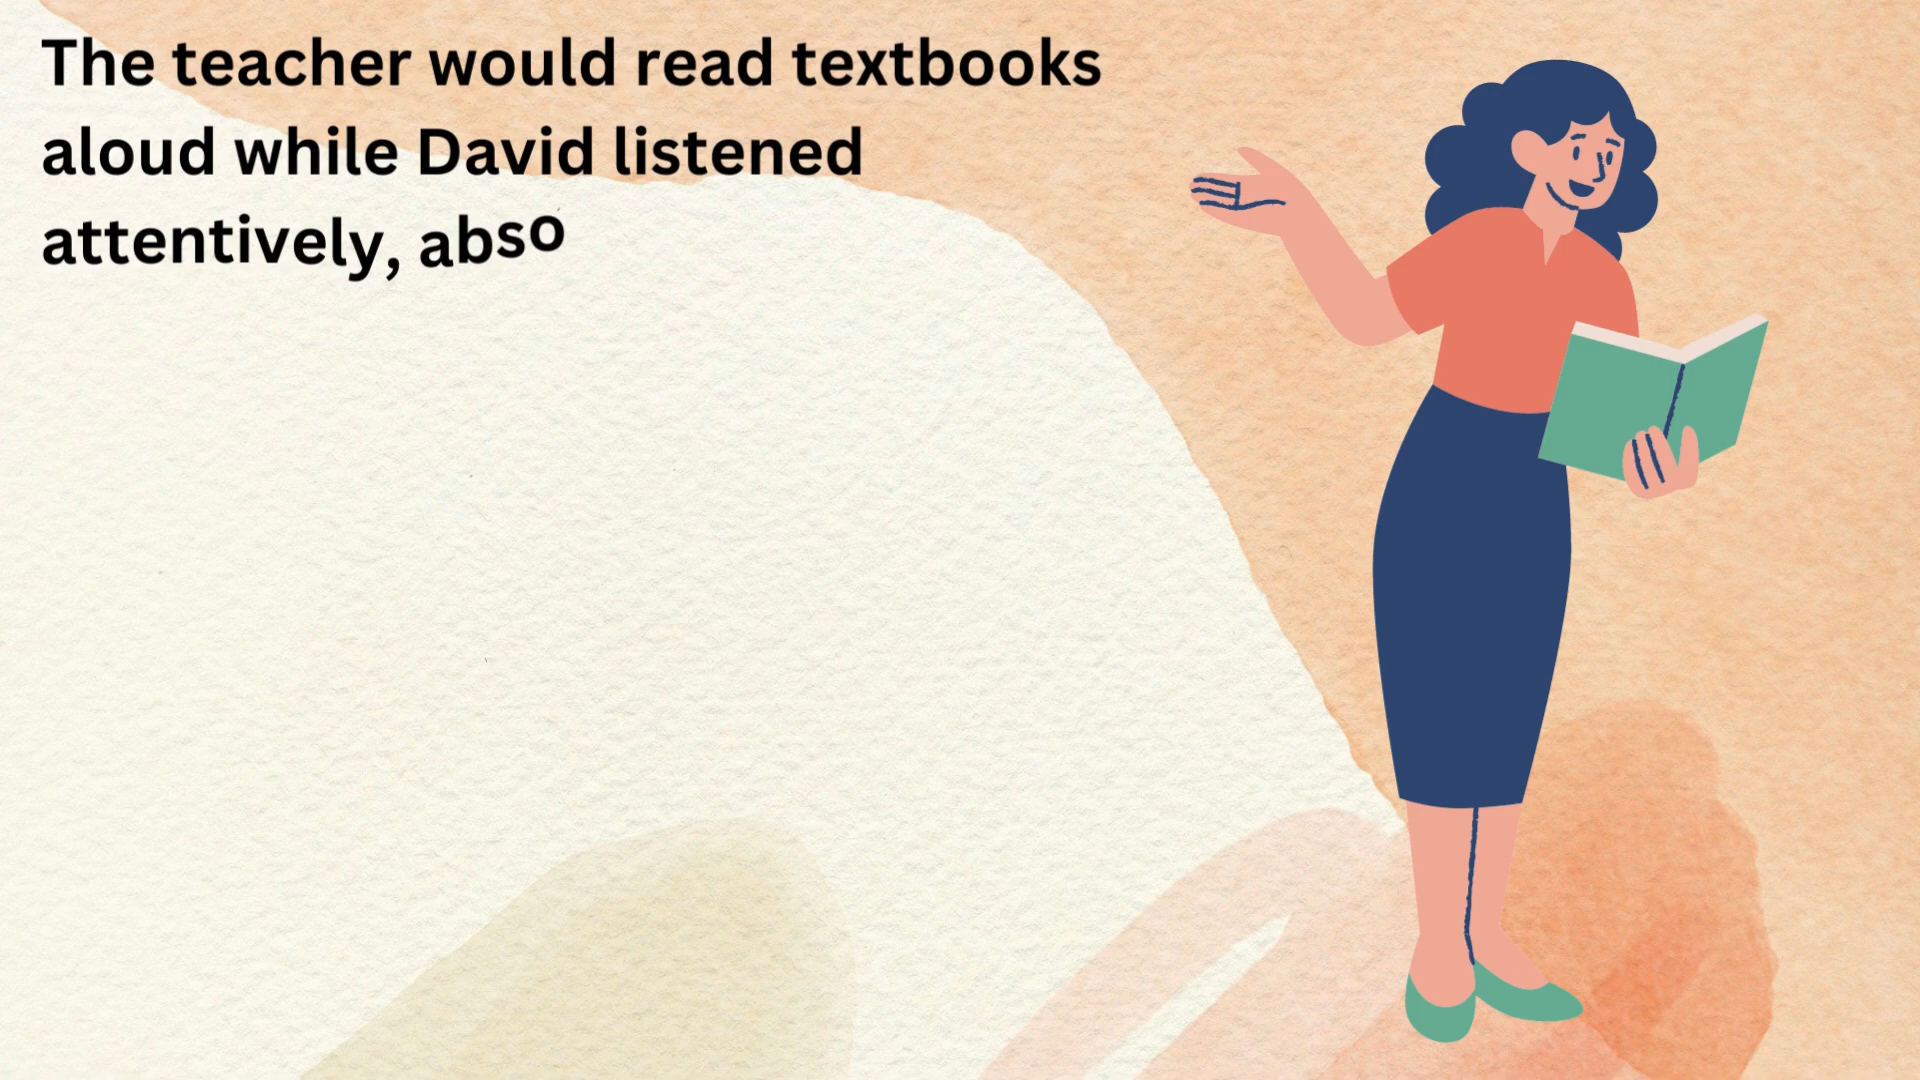 The teacher would read textbooks
aloud while David listened
attentively, abso